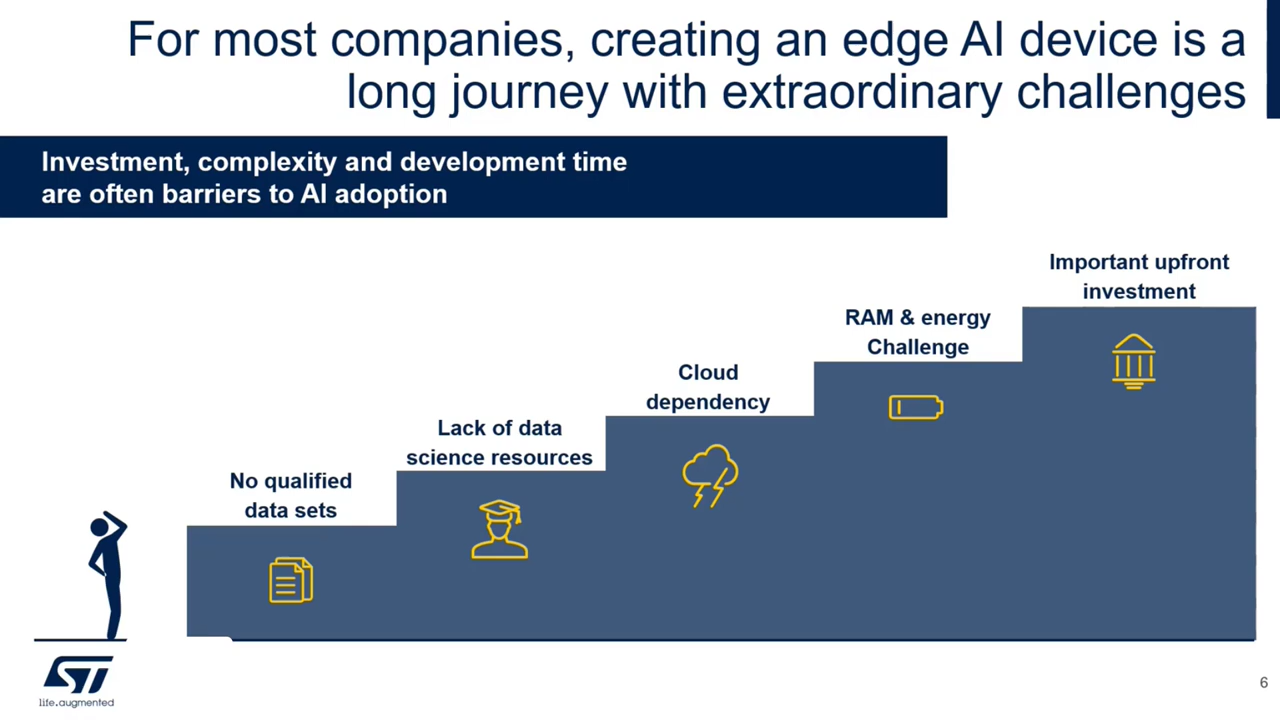 For most companies, creating an edge AI device is a
long journey with extraordinary challenges
Investment, complexity and development time
are often barriers to AI adoption
No qualified
data sets
Lack of data
science resources
Cloud
dependency
RAM & energy
Challenge
Important upfront
investment
ST
life.augmented
6